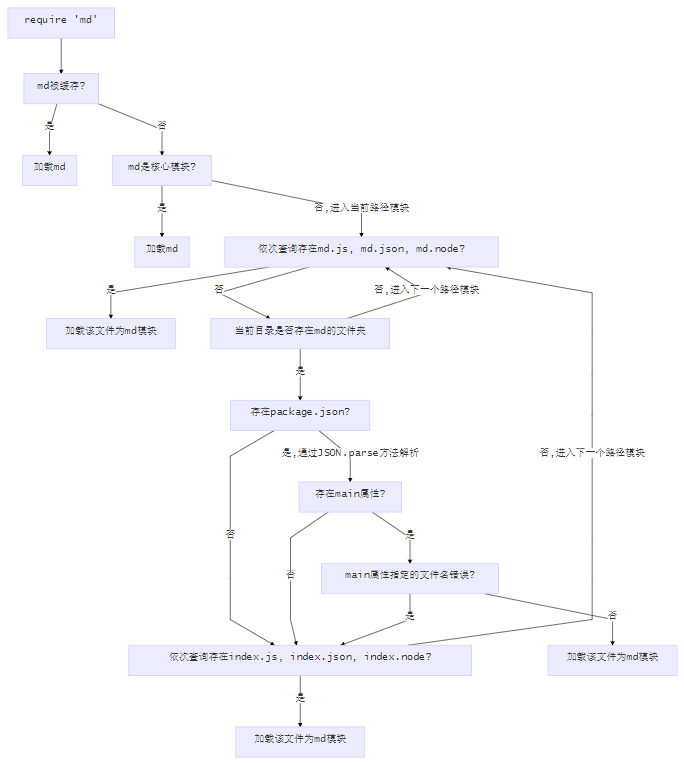 require 'md'
md被缓存?
是
否
加载md
md是核心模块?
是
否,进入当前路径模块
加载md
依次查询存在md.js, md.json, md.node?
是
否
否,进入下一个路径模块
加载该文件为md模块
当前目录是否存在md的文件夹
是
存在package.json?
是,通过JSON.parse方法解析
否,进入下一个路径模块
存在main属性?
否
是
否
main属性指定的文件名错误?
是
否
依次查询存在index.js, index.json, index.node?
加载该文件为md模块
是
加载该文件为md模块